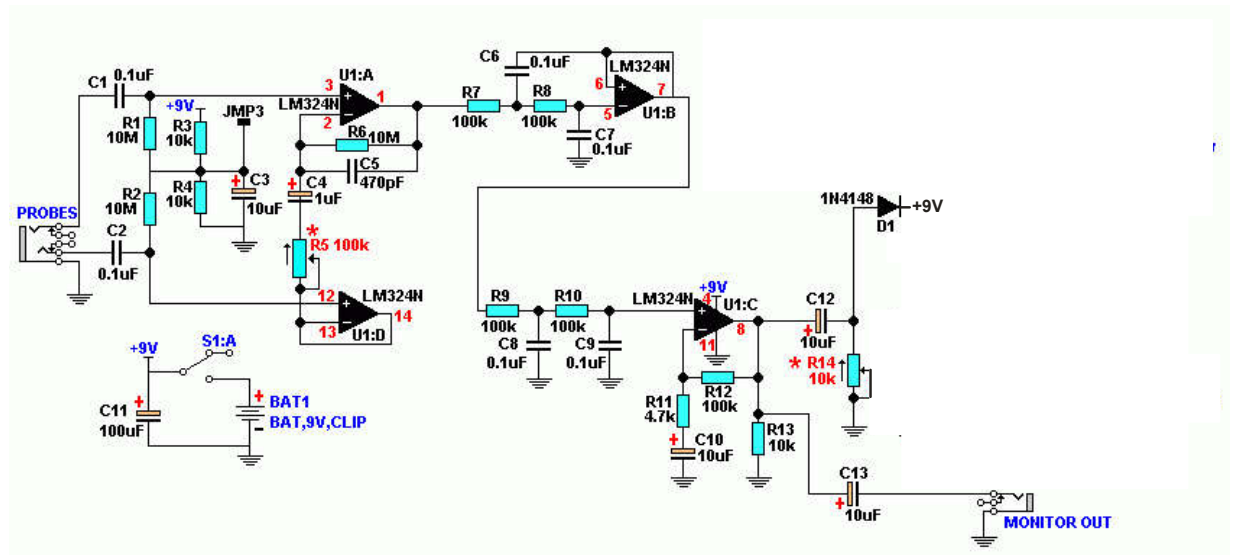 C1 0.1uF
R1
10M
+9V
R3
10k
JMP3
R2
10M
R4
10k
C3
10uF
PROBES
C2
0.1uF
U1:A
LM324N
3
2
1
R6 10M
C5
470pF
C4
1uF
*
R5 100k
12
13
14
LM324N
U1:D
R7
100k
C6
0.1uF
R8
100k
C7
0.1uF
LM324N
6
5
7
U1:B
+9V
S1:A
C11
100uF
BAT1
BAT,9V,CLIP
R9
100k
C8
0.1uF
R10
100k
C9
0.1uF
LM324N
+9V
4
U1:C
8
11
R12
100k
R11
4.7k
C10
10uF
R13
10k
C12
10uF
1N4148
D1
+9V
* R14
10k
C13
10uF
MONITOR OUT